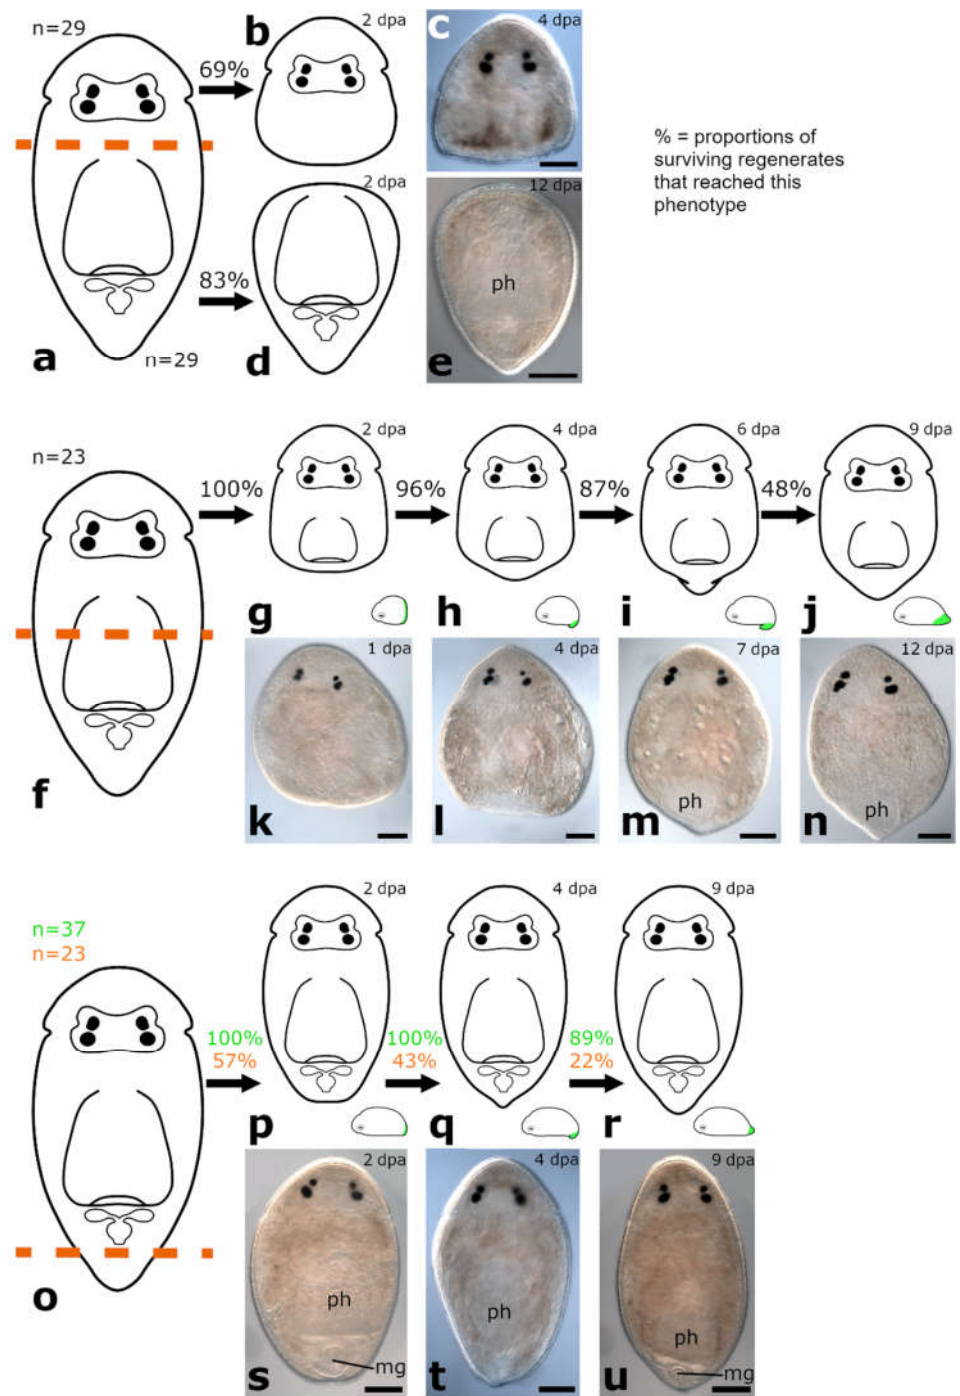 n=29
b
2 dpa
c
4 dpa
69%
% = proportions of
surviving regenerates
that reached this
phenotype
2 dpa
12 dpa
83%
ph
a
n=29
d
e
n=23
2 dpa
4 dpa
6 dpa
9 dpa
100%
96%
87%
48%
g
h
i
j
1 dpa
4 dpa
7 dpa
12 dpa
f
k
l
ph
m
ph
n
n=37
n=23
2 dpa
4 dpa
9 dpa
100%
57%
100%
43%
89%
22%
p
q
r
2 dpa
4 dpa
9 dpa
o
ph
ph
ph
s
mg
t
u
mg